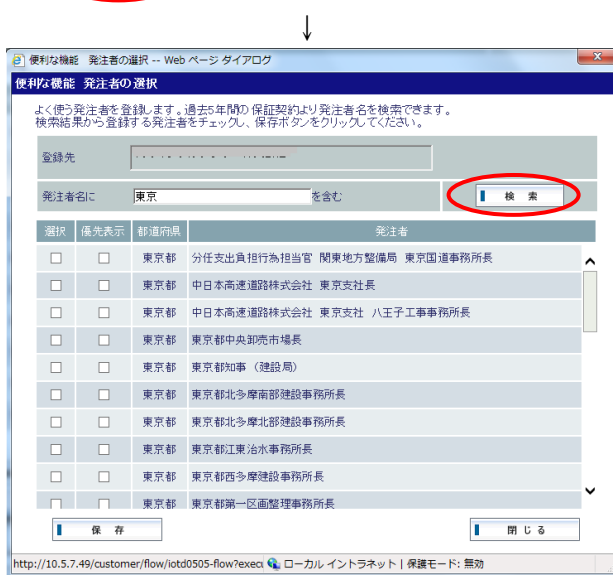 ↓
便利な機能 発注者の選択 -- Web ページ ダイアログ
便利な機能 発注者の選択
よく使う発注者を登録します。過去5年間の保証契約より発注者名を検索できます。
検索結果から登録する発注者をチェックし、保存ボタンをクリックしてください。
登録先
発注者名に 東京 を含む 検 索
選択 優先表示 都道府県 発注者
東京都 分任支出負担行為担当官 関東地方整備局 東京国道事務所長
東京都 中日本高速道路株式会社 東京支社長
東京都 中日本高速道路株式会社 東京支社 八王子工事事務所長
東京都 東京都中央卸売市場長
東京都 東京都知事 (建設局)
東京都 東京都北多摩南部建設事務所長
東京都 東京都北多摩北部建設事務所長
東京都 東京都江東治水事務所長
東京都 東京都西多摩建設事務所長
東京都 東京都第一区画整理事務所長
保 存 閉じる
http://10.5.7.49/customer/flow/iotd0505-flow?exec ローカル イントラネット | 保護モード: 無効